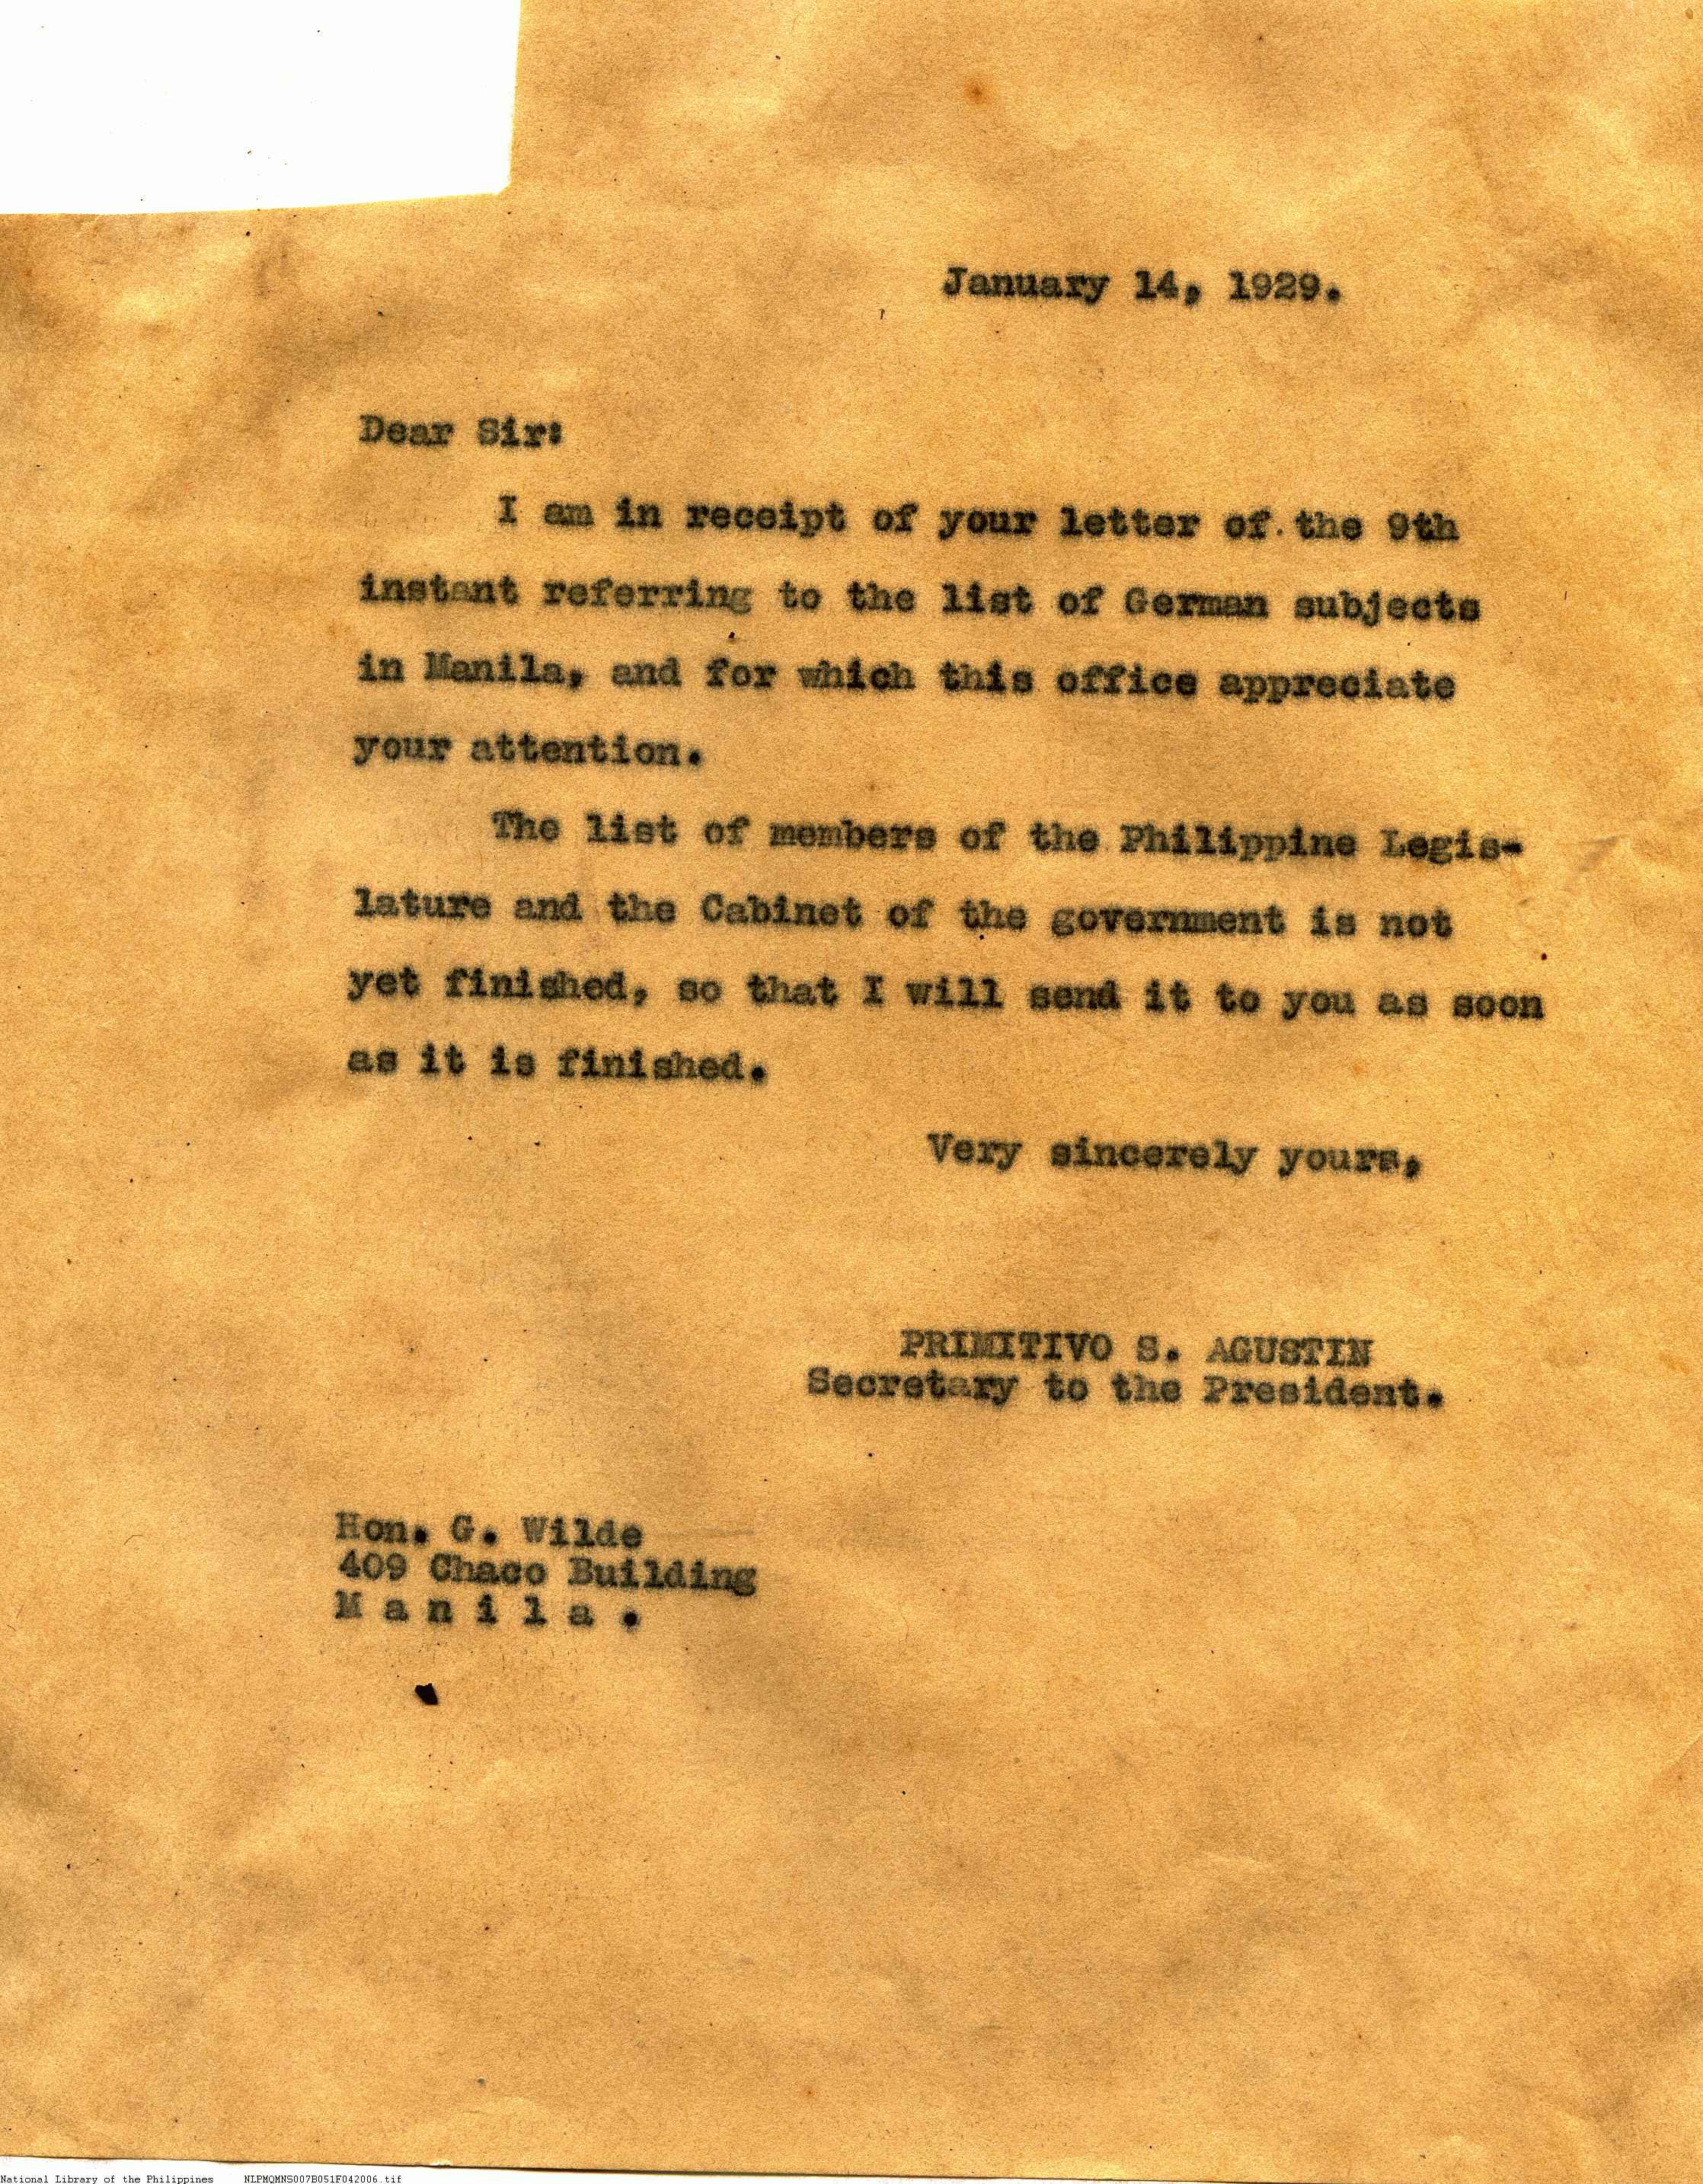 January 14, 1929.
Dear Sir:
I am in receipt of your letter of the 9th
instant referring to the list of German subjects
in Manila, and for which this office appreciate
your attention.
The list of members of the Philippine Legis-
lature and the Cabinet of the government is not
yet finished, so that I will send it to you as soon
as it is finished.
Very sincerely yours,
PRIMITIVO S. AGUSTIN
Secretary to the President.
Hon. G. Wilde
409 Chaco Building
M a n i l a .
National Library of the Philippines NLPMQMNS007B051F042006.tif